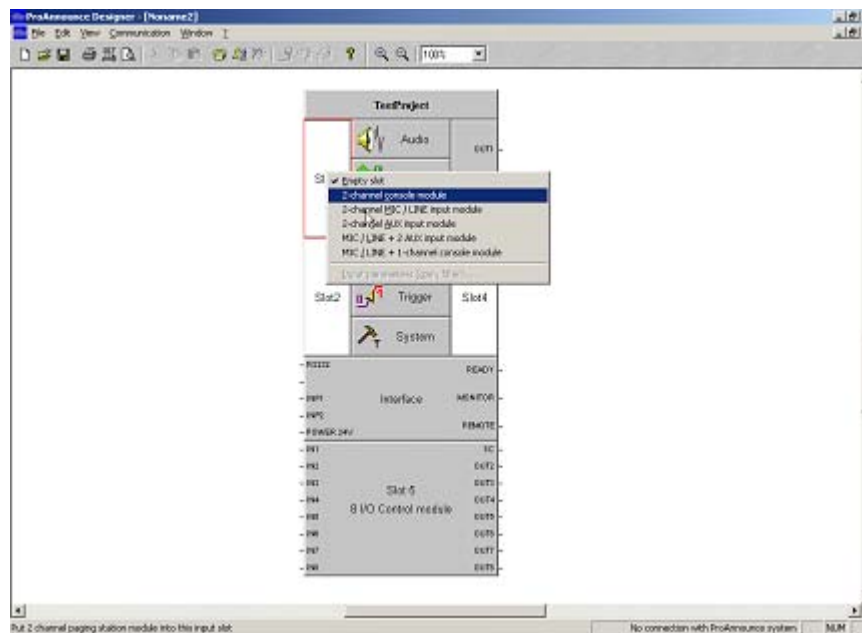 ProAnnounce Designer - [Noname2]
File Edit View Communication Window ?
100%
TestProject
Audio
OUT1
Empty slot
2-channel console module
2-channel MIC / LINE input module
2-channel AUX input module
MIC / LINE + 2 AUX input module
MIC / LINE + 1-channel console module
Slot2 Trigger Slot4
System
RS232 READY
INP1 Interface MONITOR
INP2
POWER 24V REMOTE
IN1
IN2 OUT2
IN3 OUT3
Slot 6
IN4 OUT4
8 I/O Control module
IN5 OUT5
IN6 OUT6
IN7 OUT7
IN8 OUT8
Put 2 channel paging station module into this input slot No connection with ProAnnounce system NUM